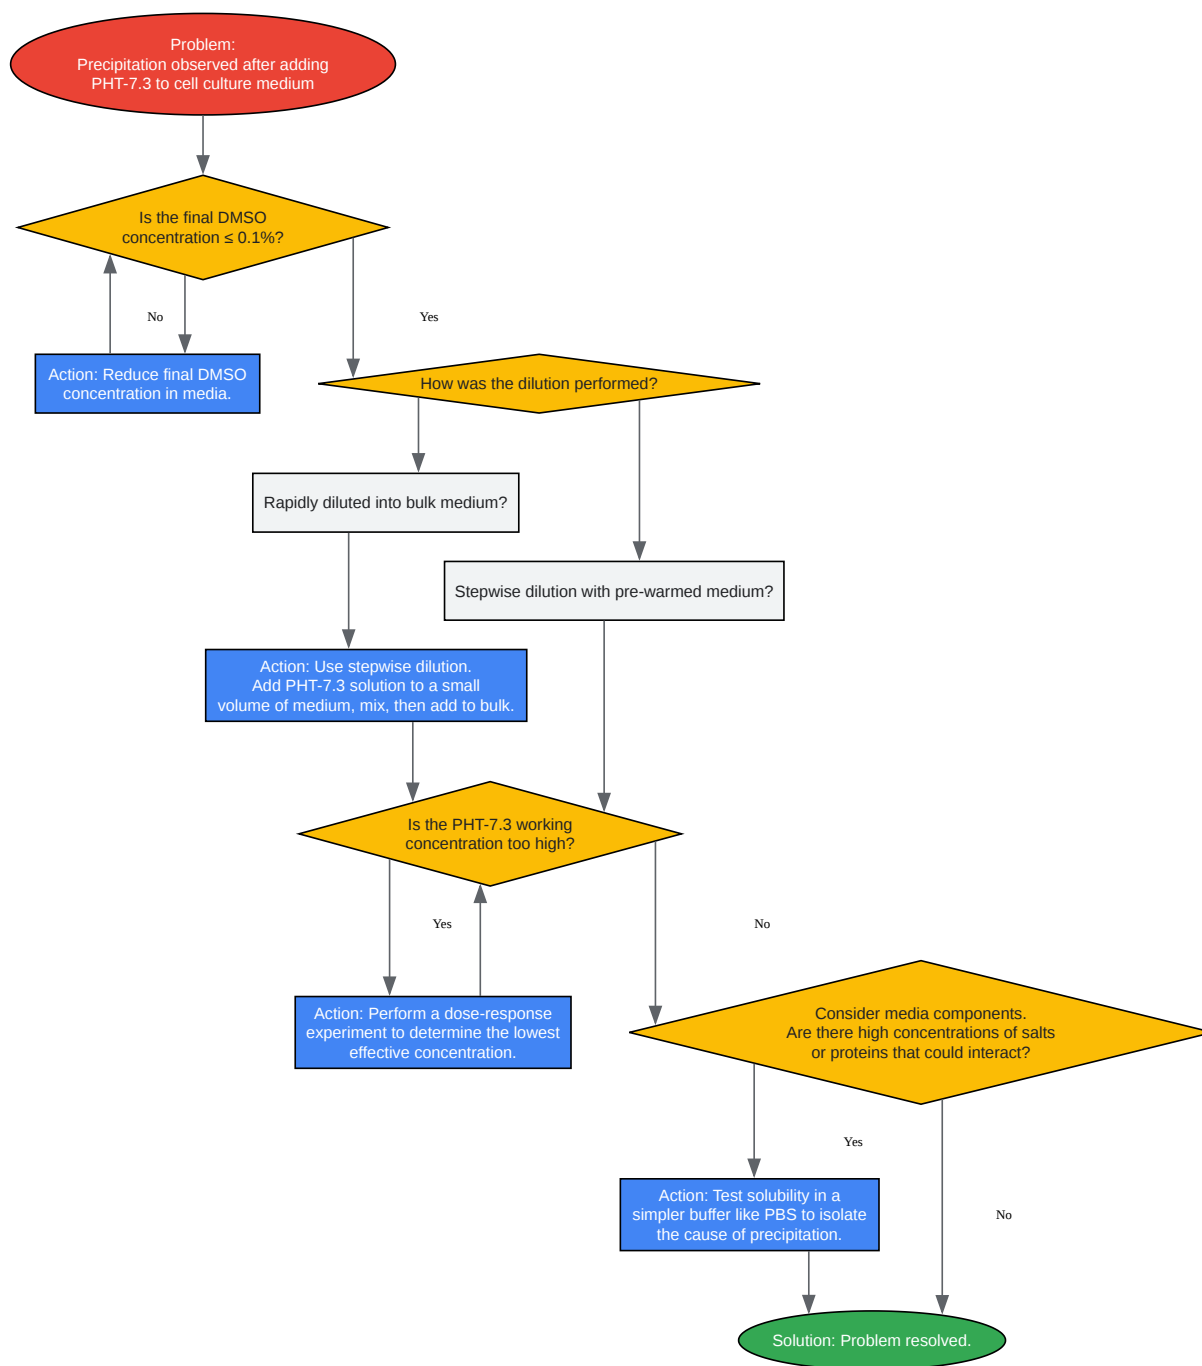 Problem:
Precipitation observed after adding
PHT-7.3 to cell culture medium
Is the final DMSO
concentration ≤ 0.1%?
No
Yes
Action: Reduce final DMSO
concentration in media.
How was the dilution performed?
Rapidly diluted into bulk medium?
Stepwise dilution with pre-warmed medium?
Action: Use stepwise dilution.
Add PHT-7.3 solution to a small
volume of medium, mix, then add to bulk.
Is the PHT-7.3 working
concentration too high?
Yes
No
Action: Perform a dose-response
experiment to determine the lowest
effective concentration.
Consider media components.
Are there high concentrations of salts
or proteins that could interact?
Yes
No
Action: Test solubility in a
simpler buffer like PBS to isolate
the cause of precipitation.
Solution: Problem resolved.